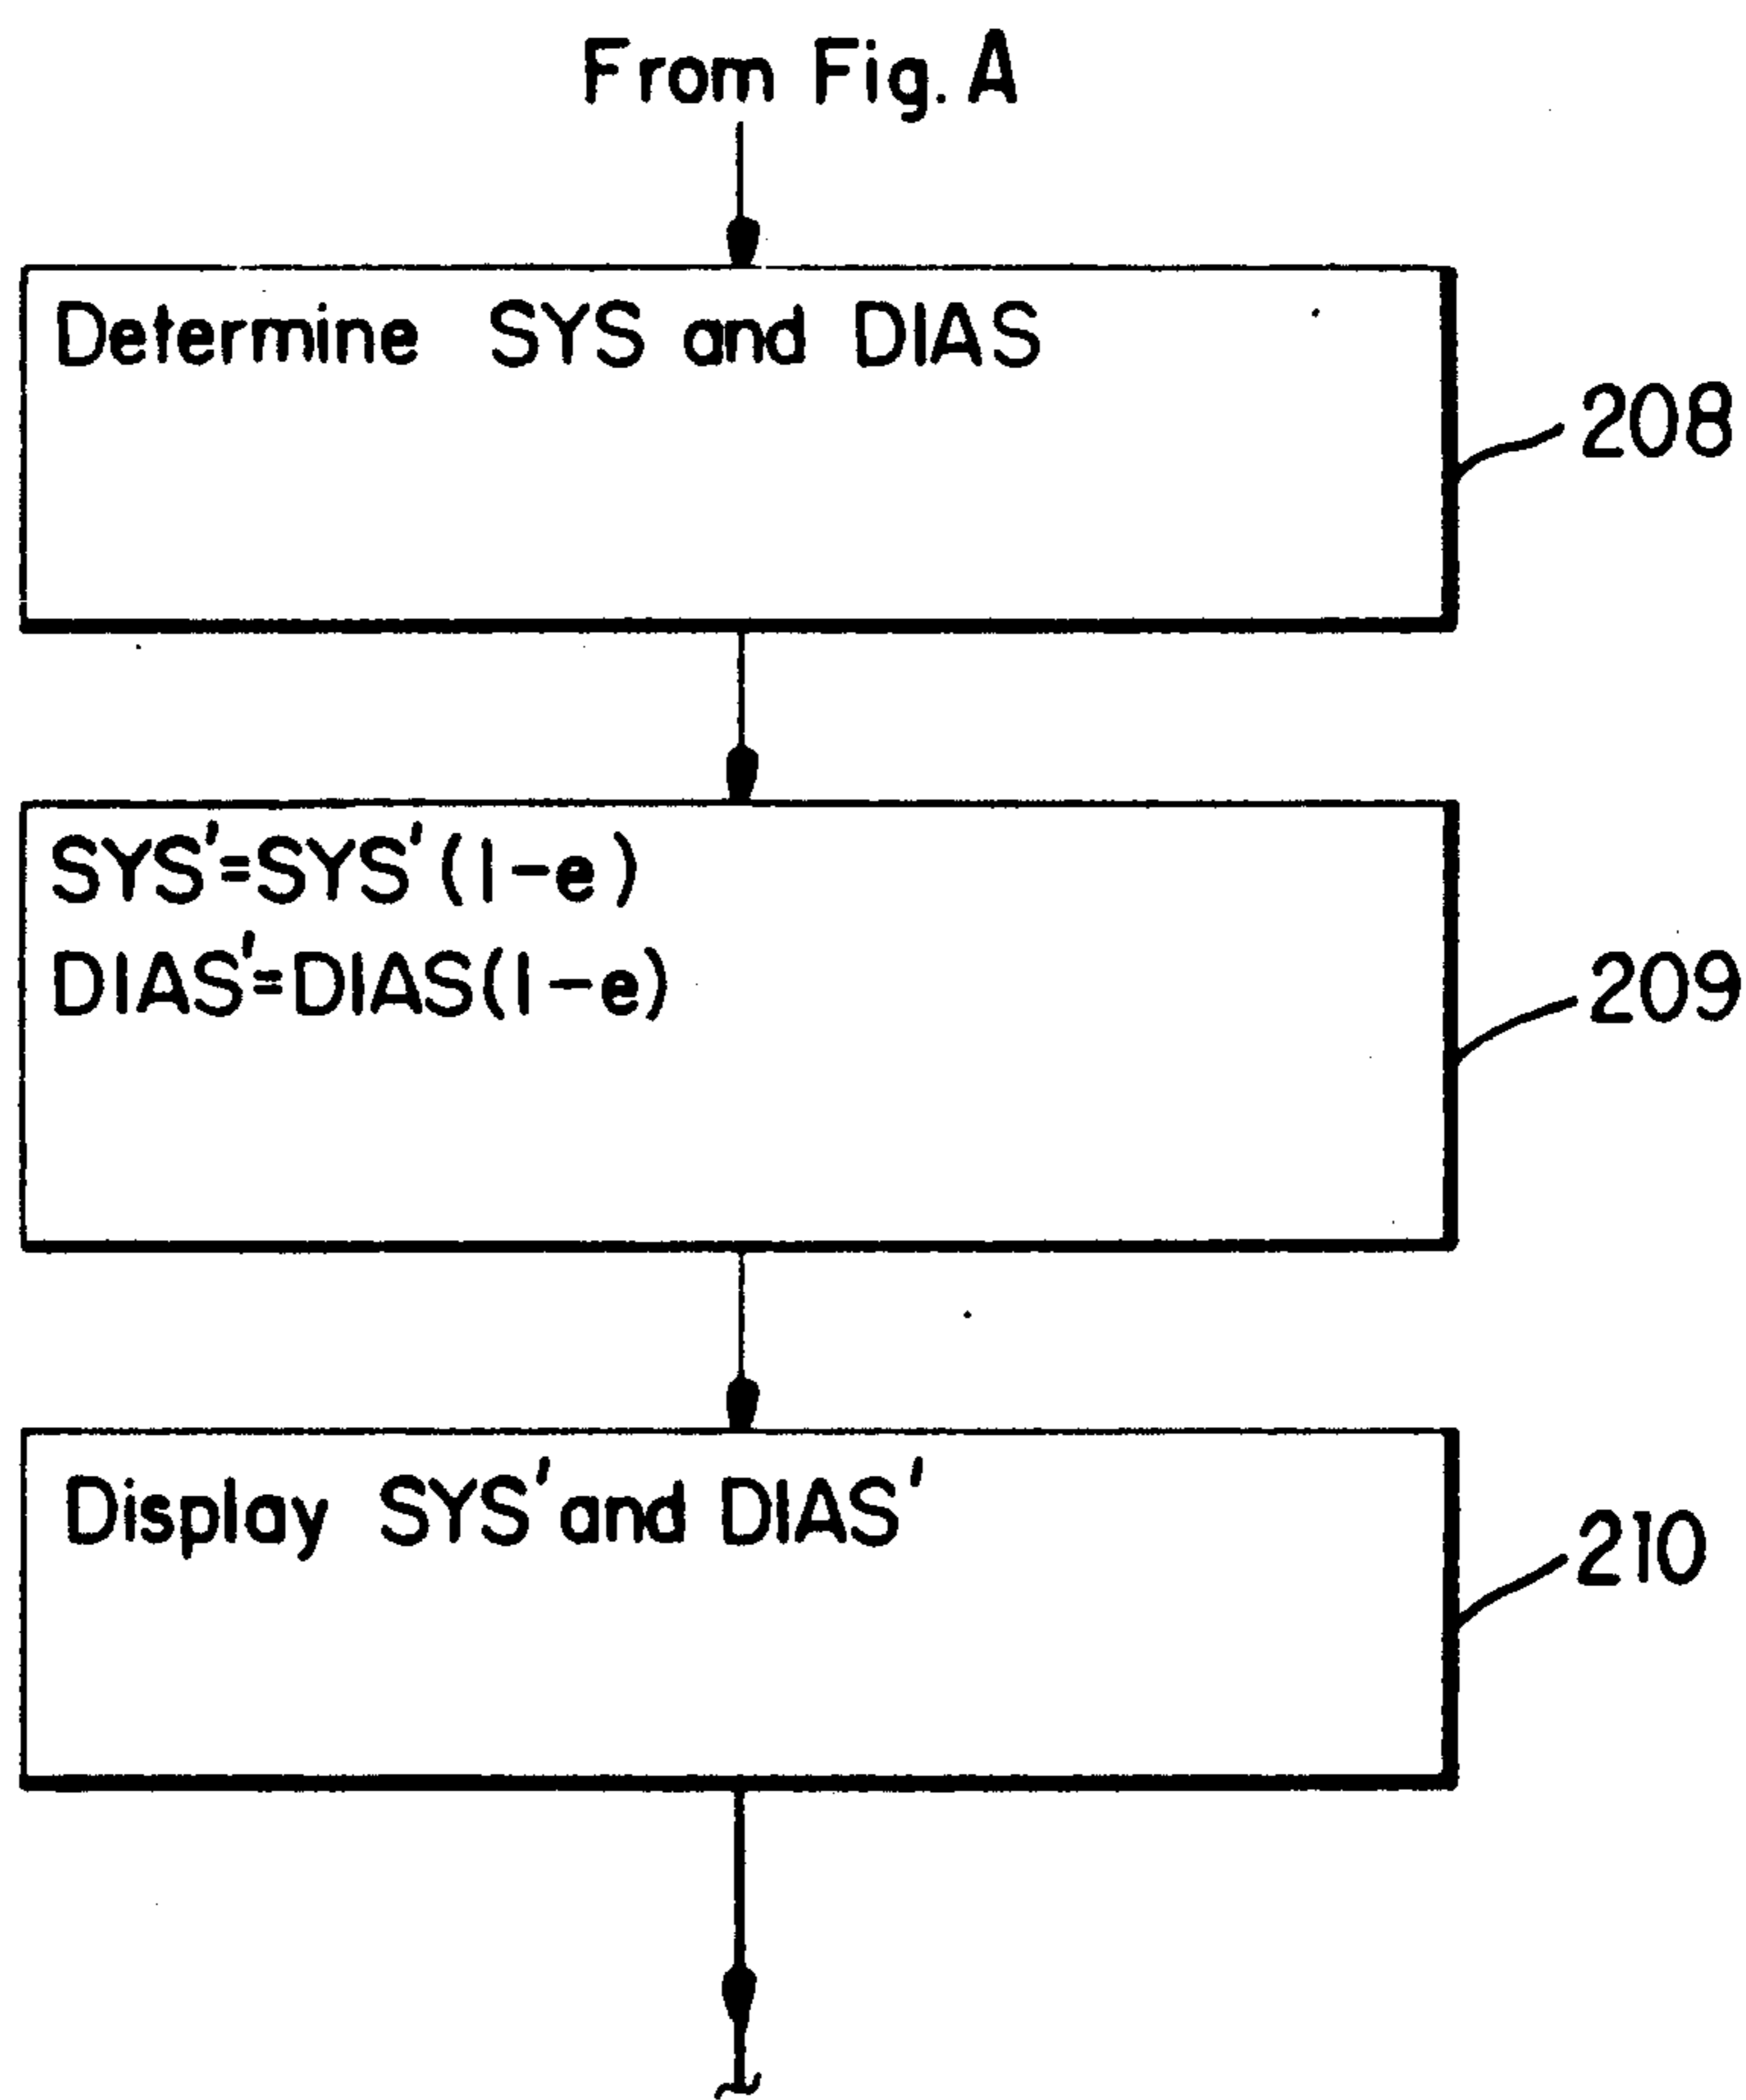 From Fig. A
Determine SYS and DIAS
208
SYS'=SYS'(1-e)
DIAS'=DIAS(1-e)
209
Display SYS' and DIAS'
210